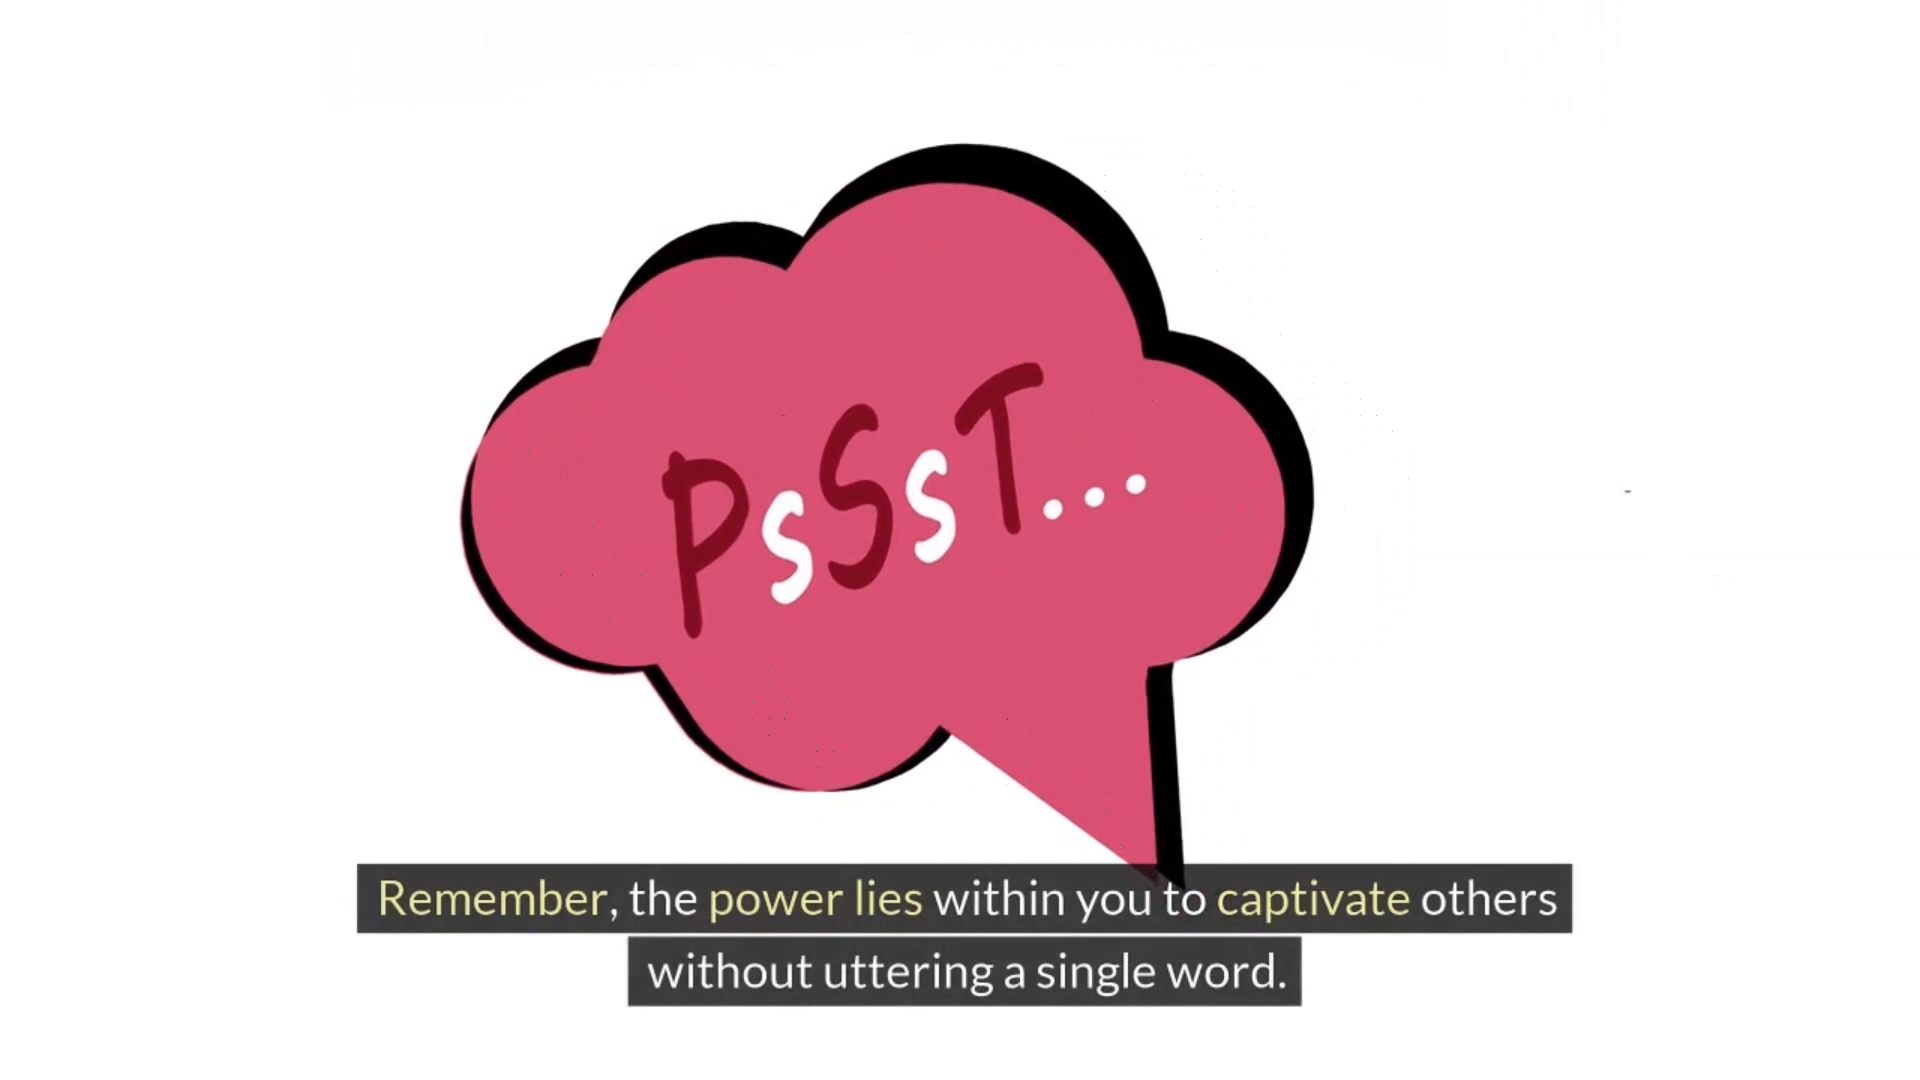 PsSsT...
Remember, the power lies within you to captivate others
without uttering a single word.